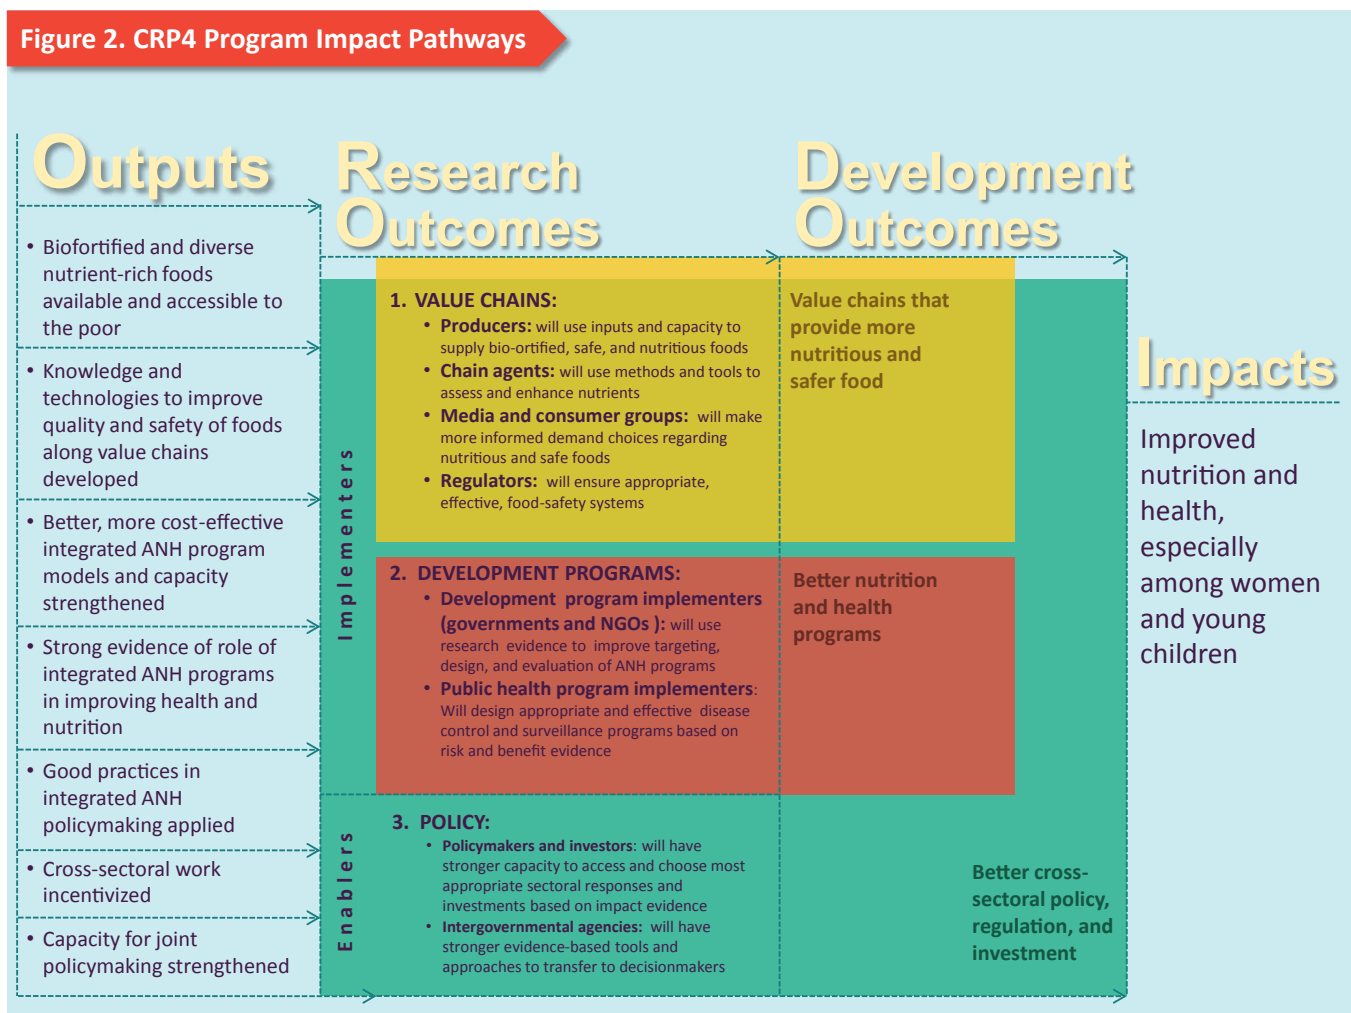 Figure 2. CRP4 Program Impact Pathways
Outputs
• Biofortified and diverse
nutrient-rich foods
available and accessible to
the poor
• Knowledge and
technologies to improve
quality and safety of foods
along value chains
developed
• Better, more cost-effective
integrated ANH program
models and capacity
strengthened
• Strong evidence of role of
integrated ANH programs
in improving health and
nutrition
• Good practices in
integrated ANH
policymaking applied
• Cross-sectoral work
incentivized
• Capacity for joint
policymaking strengthened
Research
Outcomes
Implementers
1. VALUE CHAINS:
• Producers: will use inputs and capacity to
supply bio-ortified, safe, and nutritious foods
• Chain agents: will use methods and tools to
assess and enhance nutrients
• Media and consumer groups: will make
more informed demand choices regarding
nutritious and safe foods
• Regulators: will ensure appropriate,
effective, food-safety systems
2. DEVELOPMENT PROGRAMS:
• Development program implementers
(governments and NGOs ): will use
research evidence to improve targeting,
design, and evaluation of ANH programs
• Public health program implementers:
Will design appropriate and effective disease
control and surveillance programs based on
risk and benefit evidence
Enablers
3. POLICY:
• Policymakers and investors: will have
stronger capacity to access and choose most
appropriate sectoral responses and
investments based on impact evidence
• Intergovernmental agencies: will have
stronger evidence-based tools and
approaches to transfer to decisionmakers
Development
Outcomes
Value chains that
provide more
nutritious and
safer food
Better nutrition
and health
programs
Better cross-
sectoral policy,
regulation, and
investment
Impacts
Improved
nutrition and
health,
especially
among women
and young
children